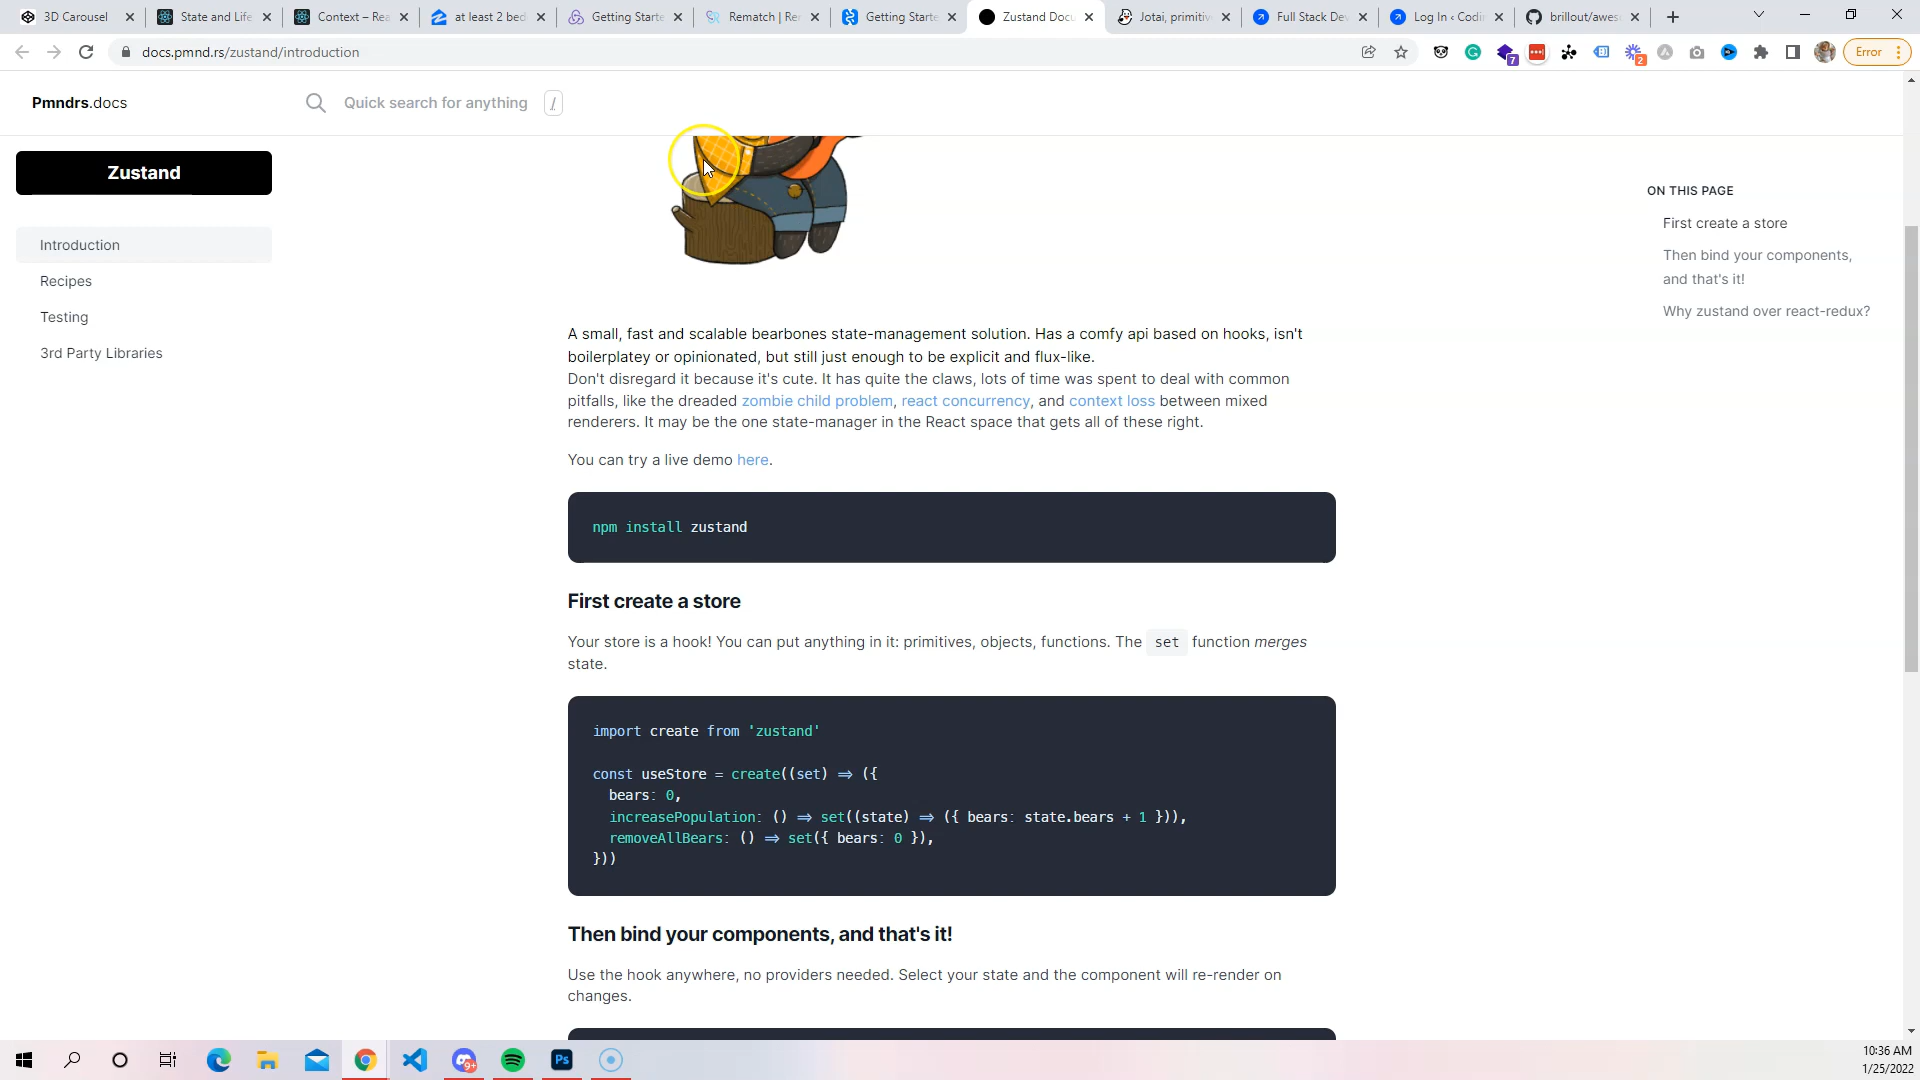 3D Carousel
State and Life
Context – Rea
at least 2 bed
Getting Starte
Rematch | Re
Getting Starte
Zustand Docu
Jotai, primitiv
Full Stack Dev
Log In ‹ Codin
brillout/awes
docs.pmnd.rs/zustand/introduction
7
2
Error
Pmndrs.docs
Quick search for anything
/
Zustand
Introduction
Recipes
Testing
3rd Party Libraries
ON THIS PAGE
First create a store
Then bind your components,
and that's it!
Why zustand over react-redux?
A small, fast and scalable bearbones state-management solution. Has a comfy api based on hooks, isn't
boilerplatey or opinionated, but still just enough to be explicit and flux-like.
Don't disregard it because it's cute. It has quite the claws, lots of time was spent to deal with common
pitfalls, like the dreaded zombie child problem, react concurrency, and context loss between mixed
renderers. It may be the one state-manager in the React space that gets all of these right.
You can try a live demo here.
npm install zustand
First create a store
Your store is a hook! You can put anything in it: primitives, objects, functions. The set function merges
state.
import create from 'zustand'
const useStore = create((set) => ({
bears: 0,
increasePopulation: () => set((state) => ({ bears: state.bears + 1 })),
removeAllBears: () => set({ bears: 0 }),
}))
Then bind your components, and that's it!
Use the hook anywhere, no providers needed. Select your state and the component will re-render on
changes.
9+
Ps
10:36 AM
1/25/2022